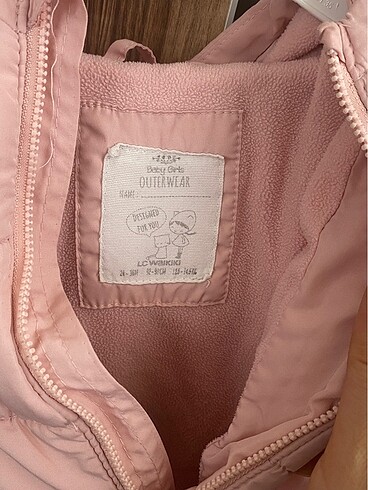 Baby Girls
OUTERWEAR
NAME:
DESIGNED
FOR YOU!
LC WAIKIKI